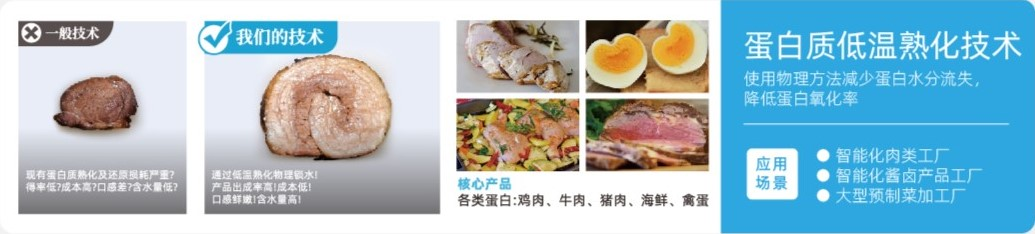 一般技术
现有蛋白质熟化及还原损耗严重?
得率低?成本高?口感差?含水量低?
我们的技术
通过低温熟化物理锁水!
产品出成率高!成本低!
口感鲜嫩!含水量高!
核心产品
各类蛋白:鸡肉、牛肉、猪肉、海鲜、禽蛋
蛋白质低温熟化技术
使用物理方法减少蛋白水分流失,
降低蛋白氧化率
应用
场景
智能化肉类工厂
智能化酱卤产品工厂
大型预制菜加工厂